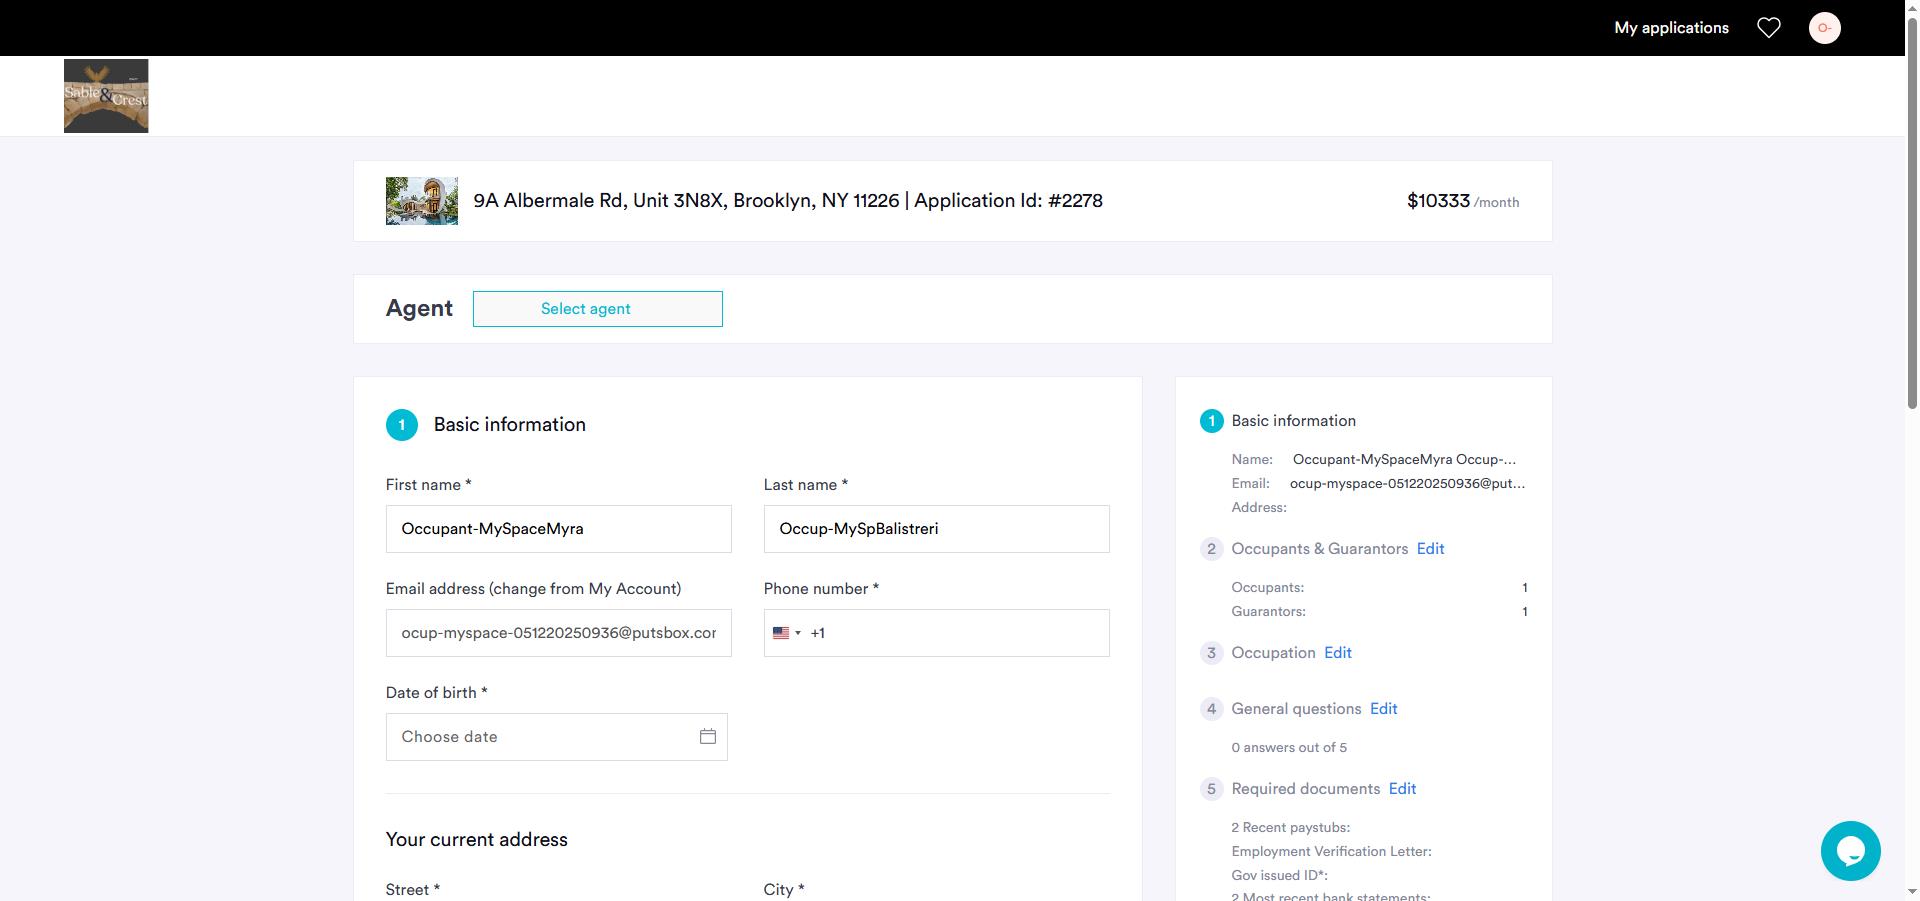 My applications
O-
Sable & Crest
9A Albermale Rd, Unit 3N8X, Brooklyn, NY 11226 | Application Id: #2278
$10333 /month
Agent
Select agent
1 Basic information
First name *
Last name *
Occupant-MySpaceMyra
Occup-MySpBalistreri
Email address (change from My Account)
Phone number *
ocup-myspace-051220250936@putsbox.cor
+1
Date of birth *
Choose date
Your current address
Street *
City *
1 Basic information
Name: Occupant-MySpaceMyra Occup-...
Email: ocup-myspace-051220250936@put...
Address:
2 Occupants & Guarantors Edit
Occupants: 1
Guarantors: 1
3 Occupation Edit
4 General questions Edit
0 answers out of 5
5 Required documents Edit
2 Recent paystubs:
Employment Verification Letter:
Gov issued ID*:
2 Most recent bank statements: